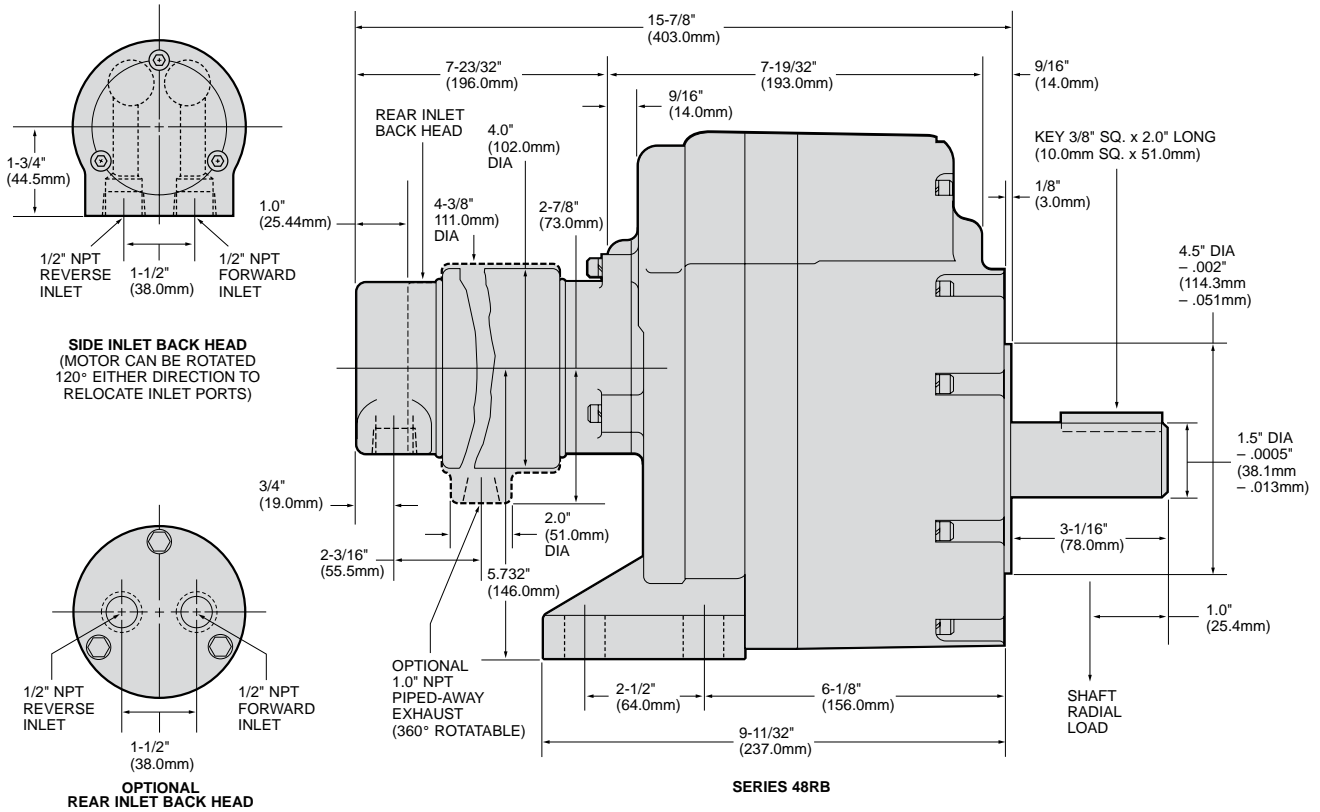 15-7/8"
(403.0mm)
7-23/32"
(196.0mm)
7-19/32"
(193.0mm)
9/16"
(14.0mm)
9/16"
(14.0mm)
REAR INLET
BACK HEAD
4.0"
(102.0mm)
DIA
KEY 3/8" SQ. x 2.0" LONG
(10.0mm SQ. x 51.0mm)
1-3/4"
(44.5mm)
1.0"
(25.44mm)
4-3/8"
111.0mm)
DIA
2-7/8"
(73.0mm)
1/8"
(3.0mm)
4.5" DIA
– .002"
(114.3mm
– .051mm)
1/2" NPT
REVERSE
INLET
1-1/2"
(38.0mm)
1/2" NPT
FORWARD
INLET
SIDE INLET BACK HEAD
(MOTOR CAN BE ROTATED
120° EITHER DIRECTION TO
RELOCATE INLET PORTS)
1.5" DIA
– .0005"
(38.1mm
– .013mm)
3/4"
(19.0mm)
2.0"
(51.0mm)
DIA
3-1/16"
(78.0mm)
2-3/16"
(55.5mm)
5.732"
(146.0mm)
1.0"
(25.4mm)
OPTIONAL
1.0" NPT
PIPED-AWAY
EXHAUST
(360° ROTATABLE)
2-1/2"
(64.0mm)
6-1/8"
(156.0mm)
SHAFT
RADIAL
LOAD
9-11/32"
(237.0mm)
1/2" NPT
REVERSE
INLET
1/2" NPT
FORWARD
INLET
1-1/2"
(38.0mm)
OPTIONAL
REAR INLET BACK HEAD
SERIES 48RB